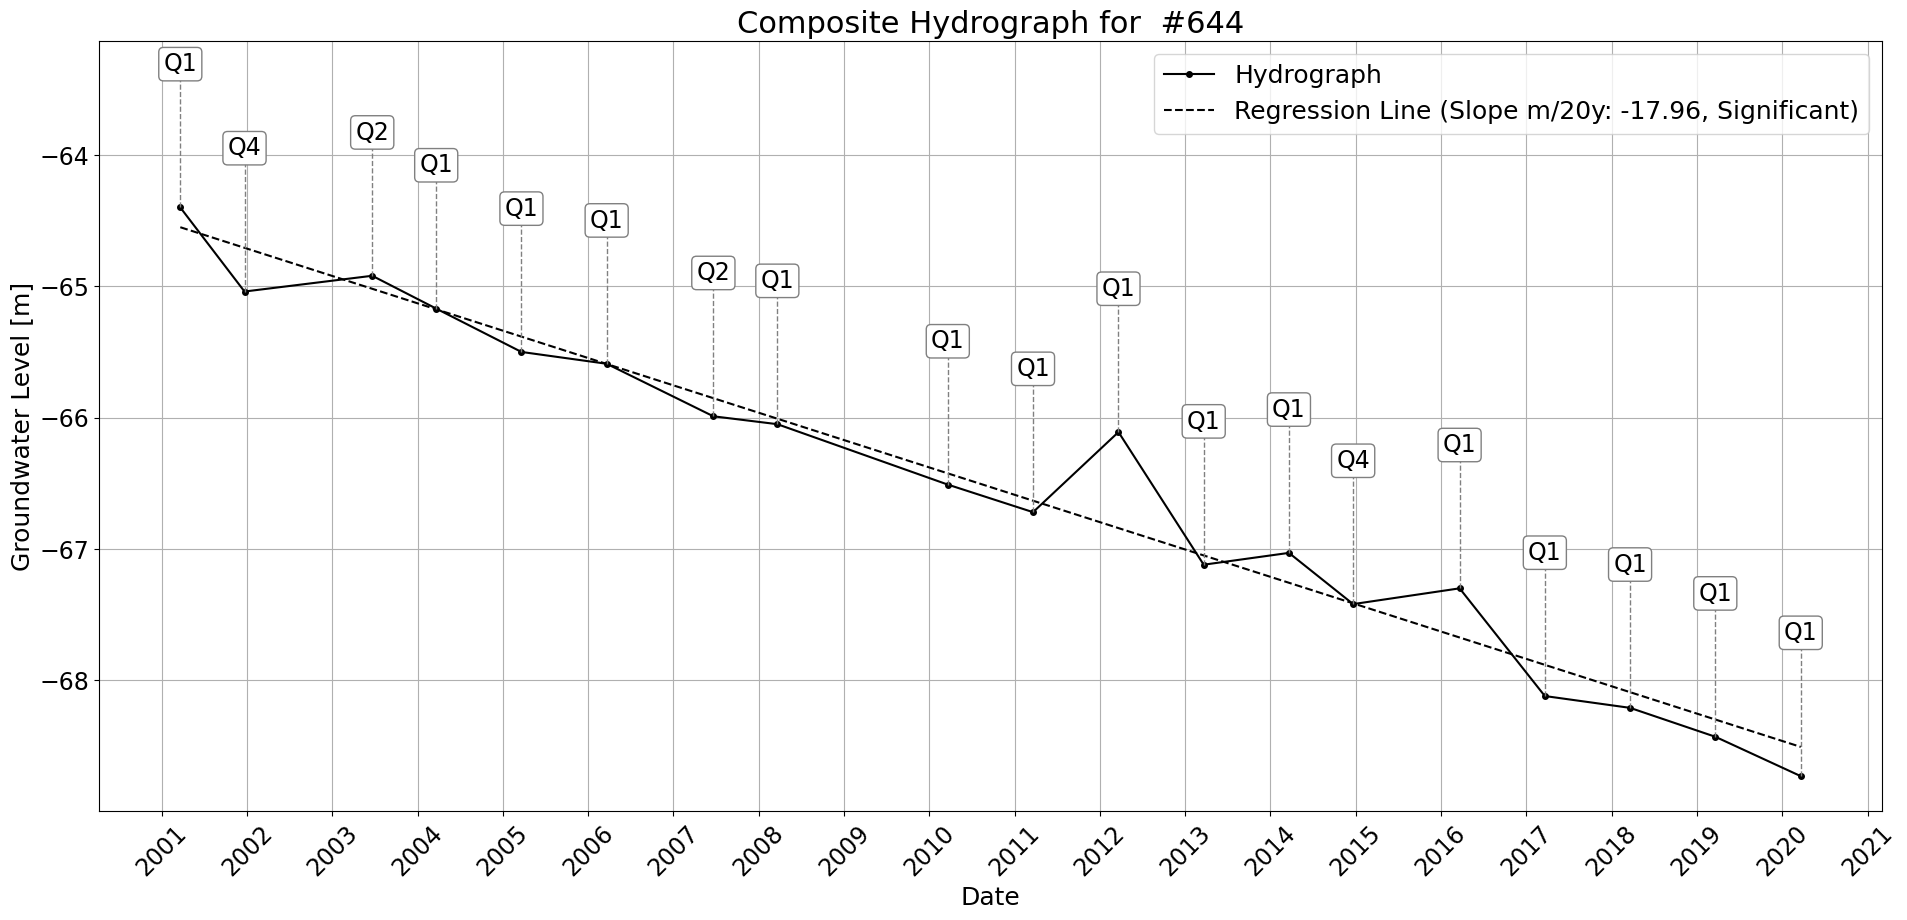 Composite Hydrograph for  #644
Hydrograph
Regression Line (Slope m/20y: -17.96, Significant)
Q1
Q4
Q2
Q1
Q1
Q1
Q2
Q1
Q1
Q1
Q1
Q1
Q1
Q4
Q1
Q1
Q1
Q1
Q1
Groundwater Level [m]
−64
−65
−66
−67
−68
2001
2002
2003
2004
2005
2006
2007
2008
2009
2010
2011
2012
2013
2014
2015
2016
2017
2018
2019
2020
2021
Date